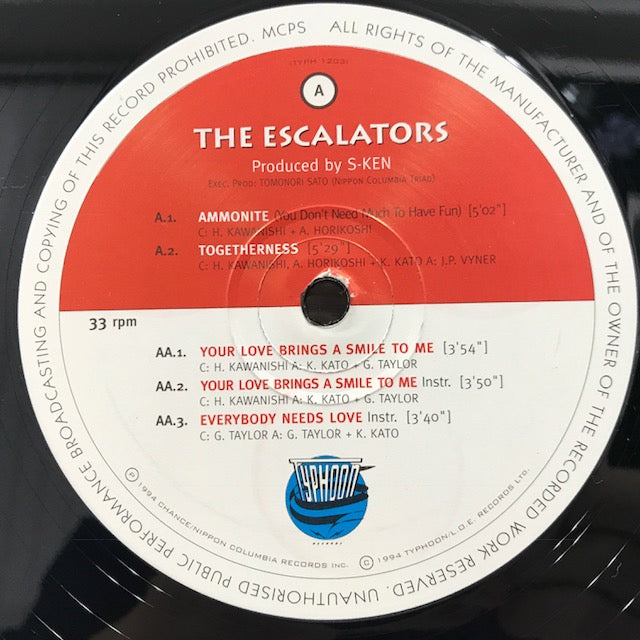 ALL RIGHTS OF THE MANUFACTURER AND OF THE OWNER OF THE RECORDED WORK RESERVED. UNAUTHORISED PUBLIC PERFORMANCE BROADCASTING AND COPYING OF THIS RECORD PROHIBITED. MCPS
(TYPH 1203)
A
THE ESCALATORS
Produced by S-KEN
Exec. Prod: TOMONORI SATO (NIPPON COLUMBIA TRIAD)
A.1. AMMONITE (You Don't Need Much To Have Fun) [5'02"]
C: H. KAWANISHI + A. HORIKOSHI
A.2. TOGETHERNESS [5'29"]
C: H. KAWANISHI, A. HORIKOSHI + K. KATO A: J.P. VYNER
33 rpm
AA.1. YOUR LOVE BRINGS A SMILE TO ME [3'54"]
C: H. KAWANISHI A: K. KATO + G. TAYLOR
AA.2. YOUR LOVE BRINGS A SMILE TO ME Instr. [3'50"]
C: H. KAWANISHI A: K. KATO + G. TAYLOR
AA.3. EVERYBODY NEEDS LOVE Instr. [3'40"]
C: G. TAYLOR A: G. TAYLOR + K. KATO
TYPHOON
RECORDS
℗ 1994 CHANCE/NIPPON COLUMBIA RECORDS INC. © 1994 TYPHOON/L.O.E. RECORDS LTD.